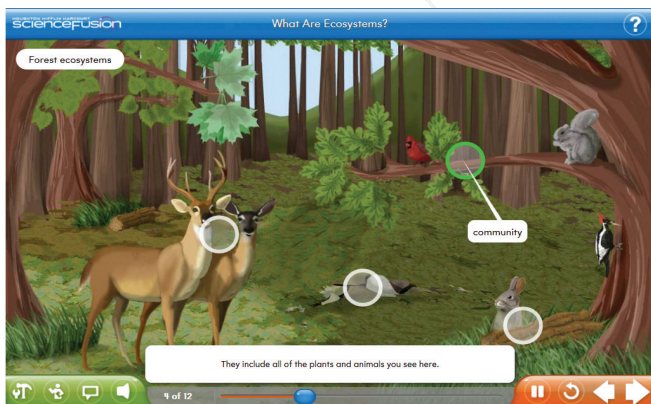 HOUGHTON MIFFLIN HARCOURT
SCIENCEFUSION
What Are Ecosystems?
?
Forest ecosystems
community
They include all of the plants and animals you see here.
4 of 12